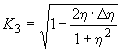 K₃ = √(1 − (2η · Δη) / (1 + η²))